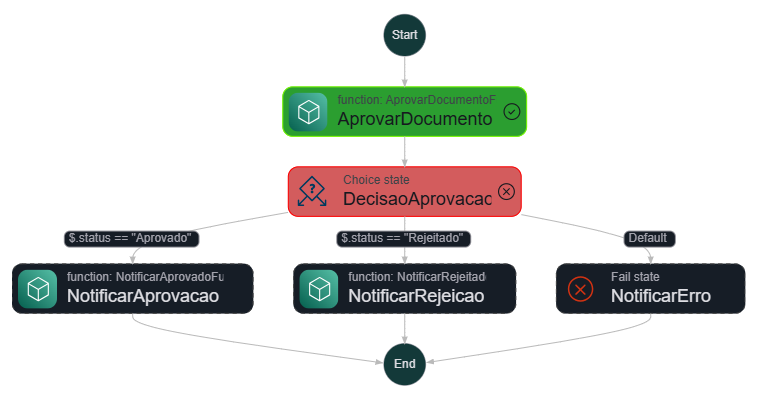 Start
function: AprovarDocumentoF
AprovarDocumento
?
Choice state
DecisaoAprovacao
$.status == "Aprovado"
$.status == "Rejeitado"
Default
function: NotificarAprovadoFu
NotificarAprovacao
function: NotificarRejeitado
NotificarRejeicao
Fail state
NotificarErro
End